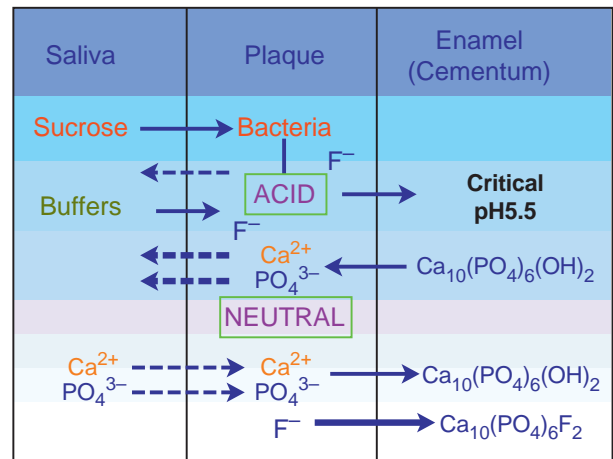 Saliva Plaque Enamel
(Cementum)
Sucrose Bacteria
F⁻
ACID Critical
pH5.5
Buffers
F⁻
Ca²⁺
PO₄³⁻ Ca₁₀(PO₄)₆(OH)₂
NEUTRAL
Ca²⁺ Ca²⁺
PO₄³⁻ PO₄³⁻ Ca₁₀(PO₄)₆(OH)₂
F⁻ Ca₁₀(PO₄)₆F₂